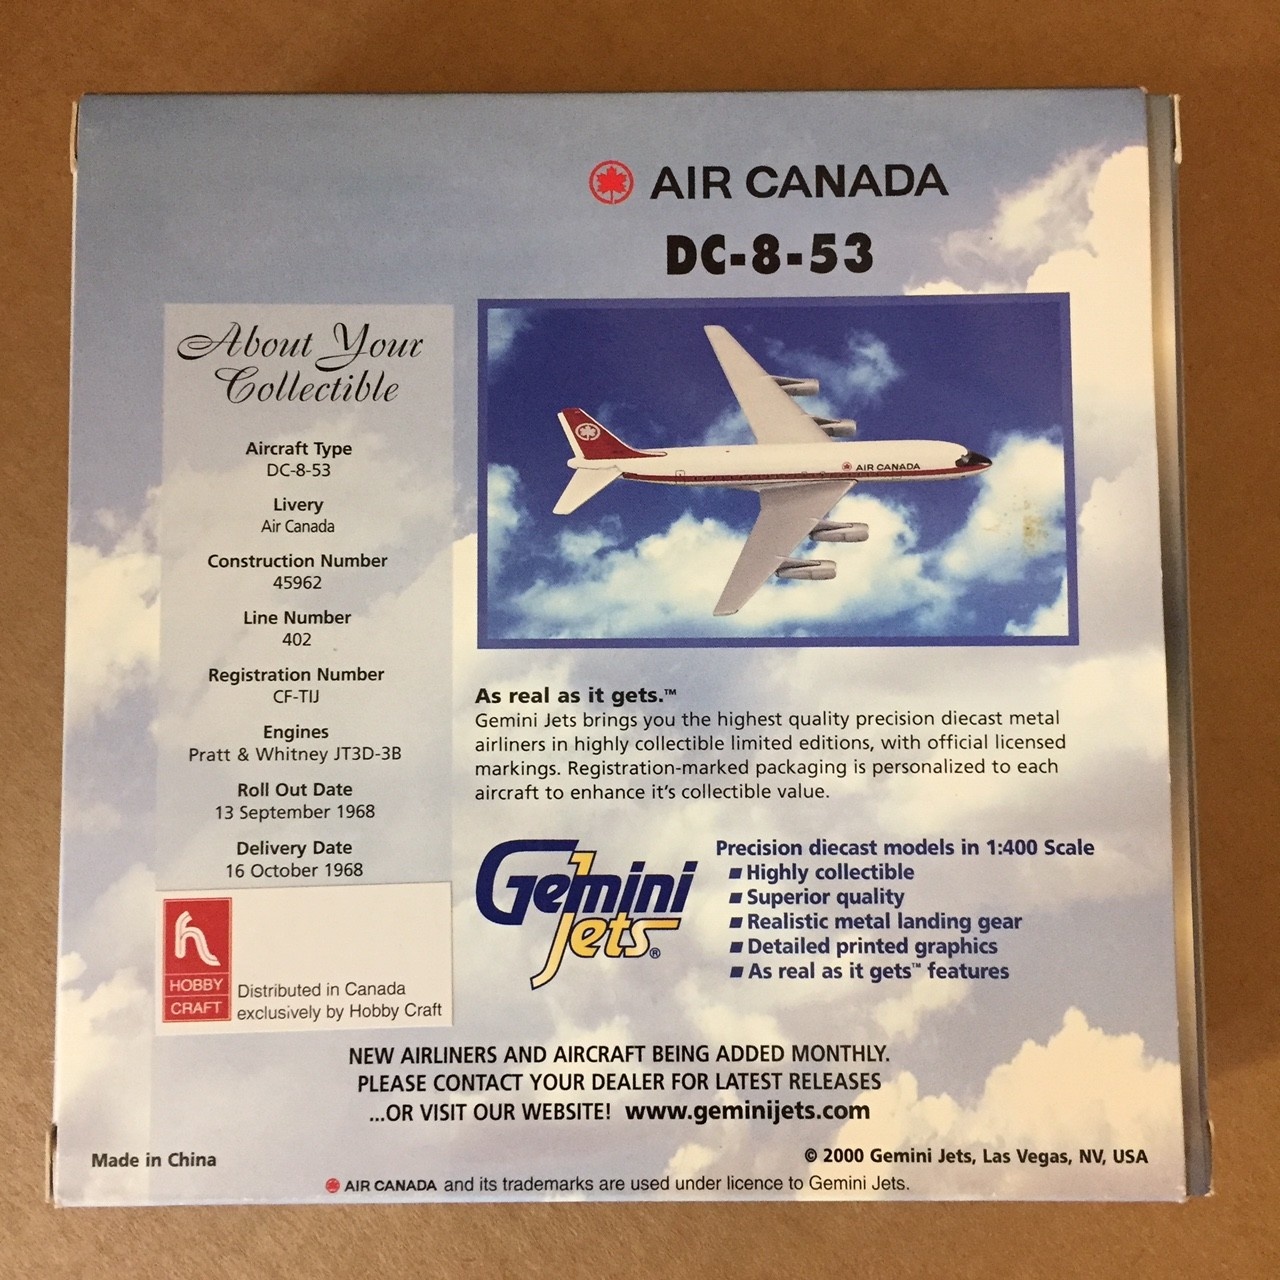 AIR CANADA
DC-8-53
About Your
Collectible
Aircraft Type
DC-8-53
Livery
Air Canada
Construction Number
45962
Line Number
402
Registration Number
CF-TIJ
Engines
Pratt & Whitney JT3D-3B
Roll Out Date
13 September 1968
Delivery Date
16 October 1968
h
HOBBY
CRAFT
Distributed in Canada
exclusively by Hobby Craft
AIR CANADA
As real as it gets.™
Gemini Jets brings you the highest quality precision diecast metal
airliners in highly collectible limited editions, with official licensed
markings. Registration-marked packaging is personalized to each
aircraft to enhance it's collectible value.
Gemini
Jets®
Precision diecast models in 1:400 Scale
■ Highly collectible
■ Superior quality
■ Realistic metal landing gear
■ Detailed printed graphics
■ As real as it gets™ features
NEW AIRLINERS AND AIRCRAFT BEING ADDED MONTHLY.
PLEASE CONTACT YOUR DEALER FOR LATEST RELEASES
...OR VISIT OUR WEBSITE! www.geminijets.com
Made in China
© 2000 Gemini Jets, Las Vegas, NV, USA
AIR CANADA and its trademarks are used under licence to Gemini Jets.